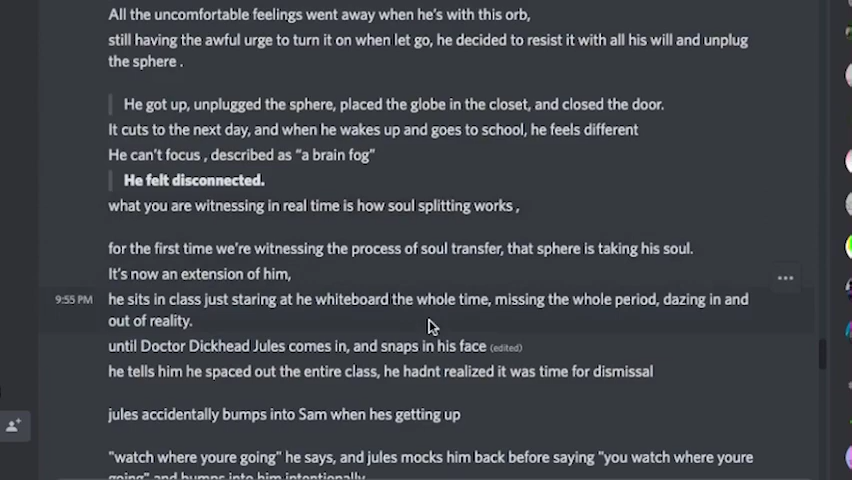 All the uncomfortable feelings went away when he's with this orb,
still having the awful urge to turn it on when let go, he decided to resist it with all his will and unplug
the sphere .
He got up, unplugged the sphere, placed the globe in the closet, and closed the door.
It cuts to the next day, and when he wakes up and goes to school, he feels different
He can't focus , described as “a brain fog”
He felt disconnected.
what you are witnessing in real time is how soul splitting works ,
for the first time we're witnessing the process of soul transfer, that sphere is taking his soul.
It's now an extension of him,
9:55 PM he sits in class just staring at he whiteboard the whole time, missing the whole period, dazing in and
out of reality.
until Doctor Dickhead Jules comes in, and snaps in his face (edited)
he tells him he spaced out the entire class, he hadnt realized it was time for dismissal
jules accidentally bumps into Sam when hes getting up
"watch where youre going" he says, and jules mocks him back before saying "you watch where youre
going" and bumps into him intentionally